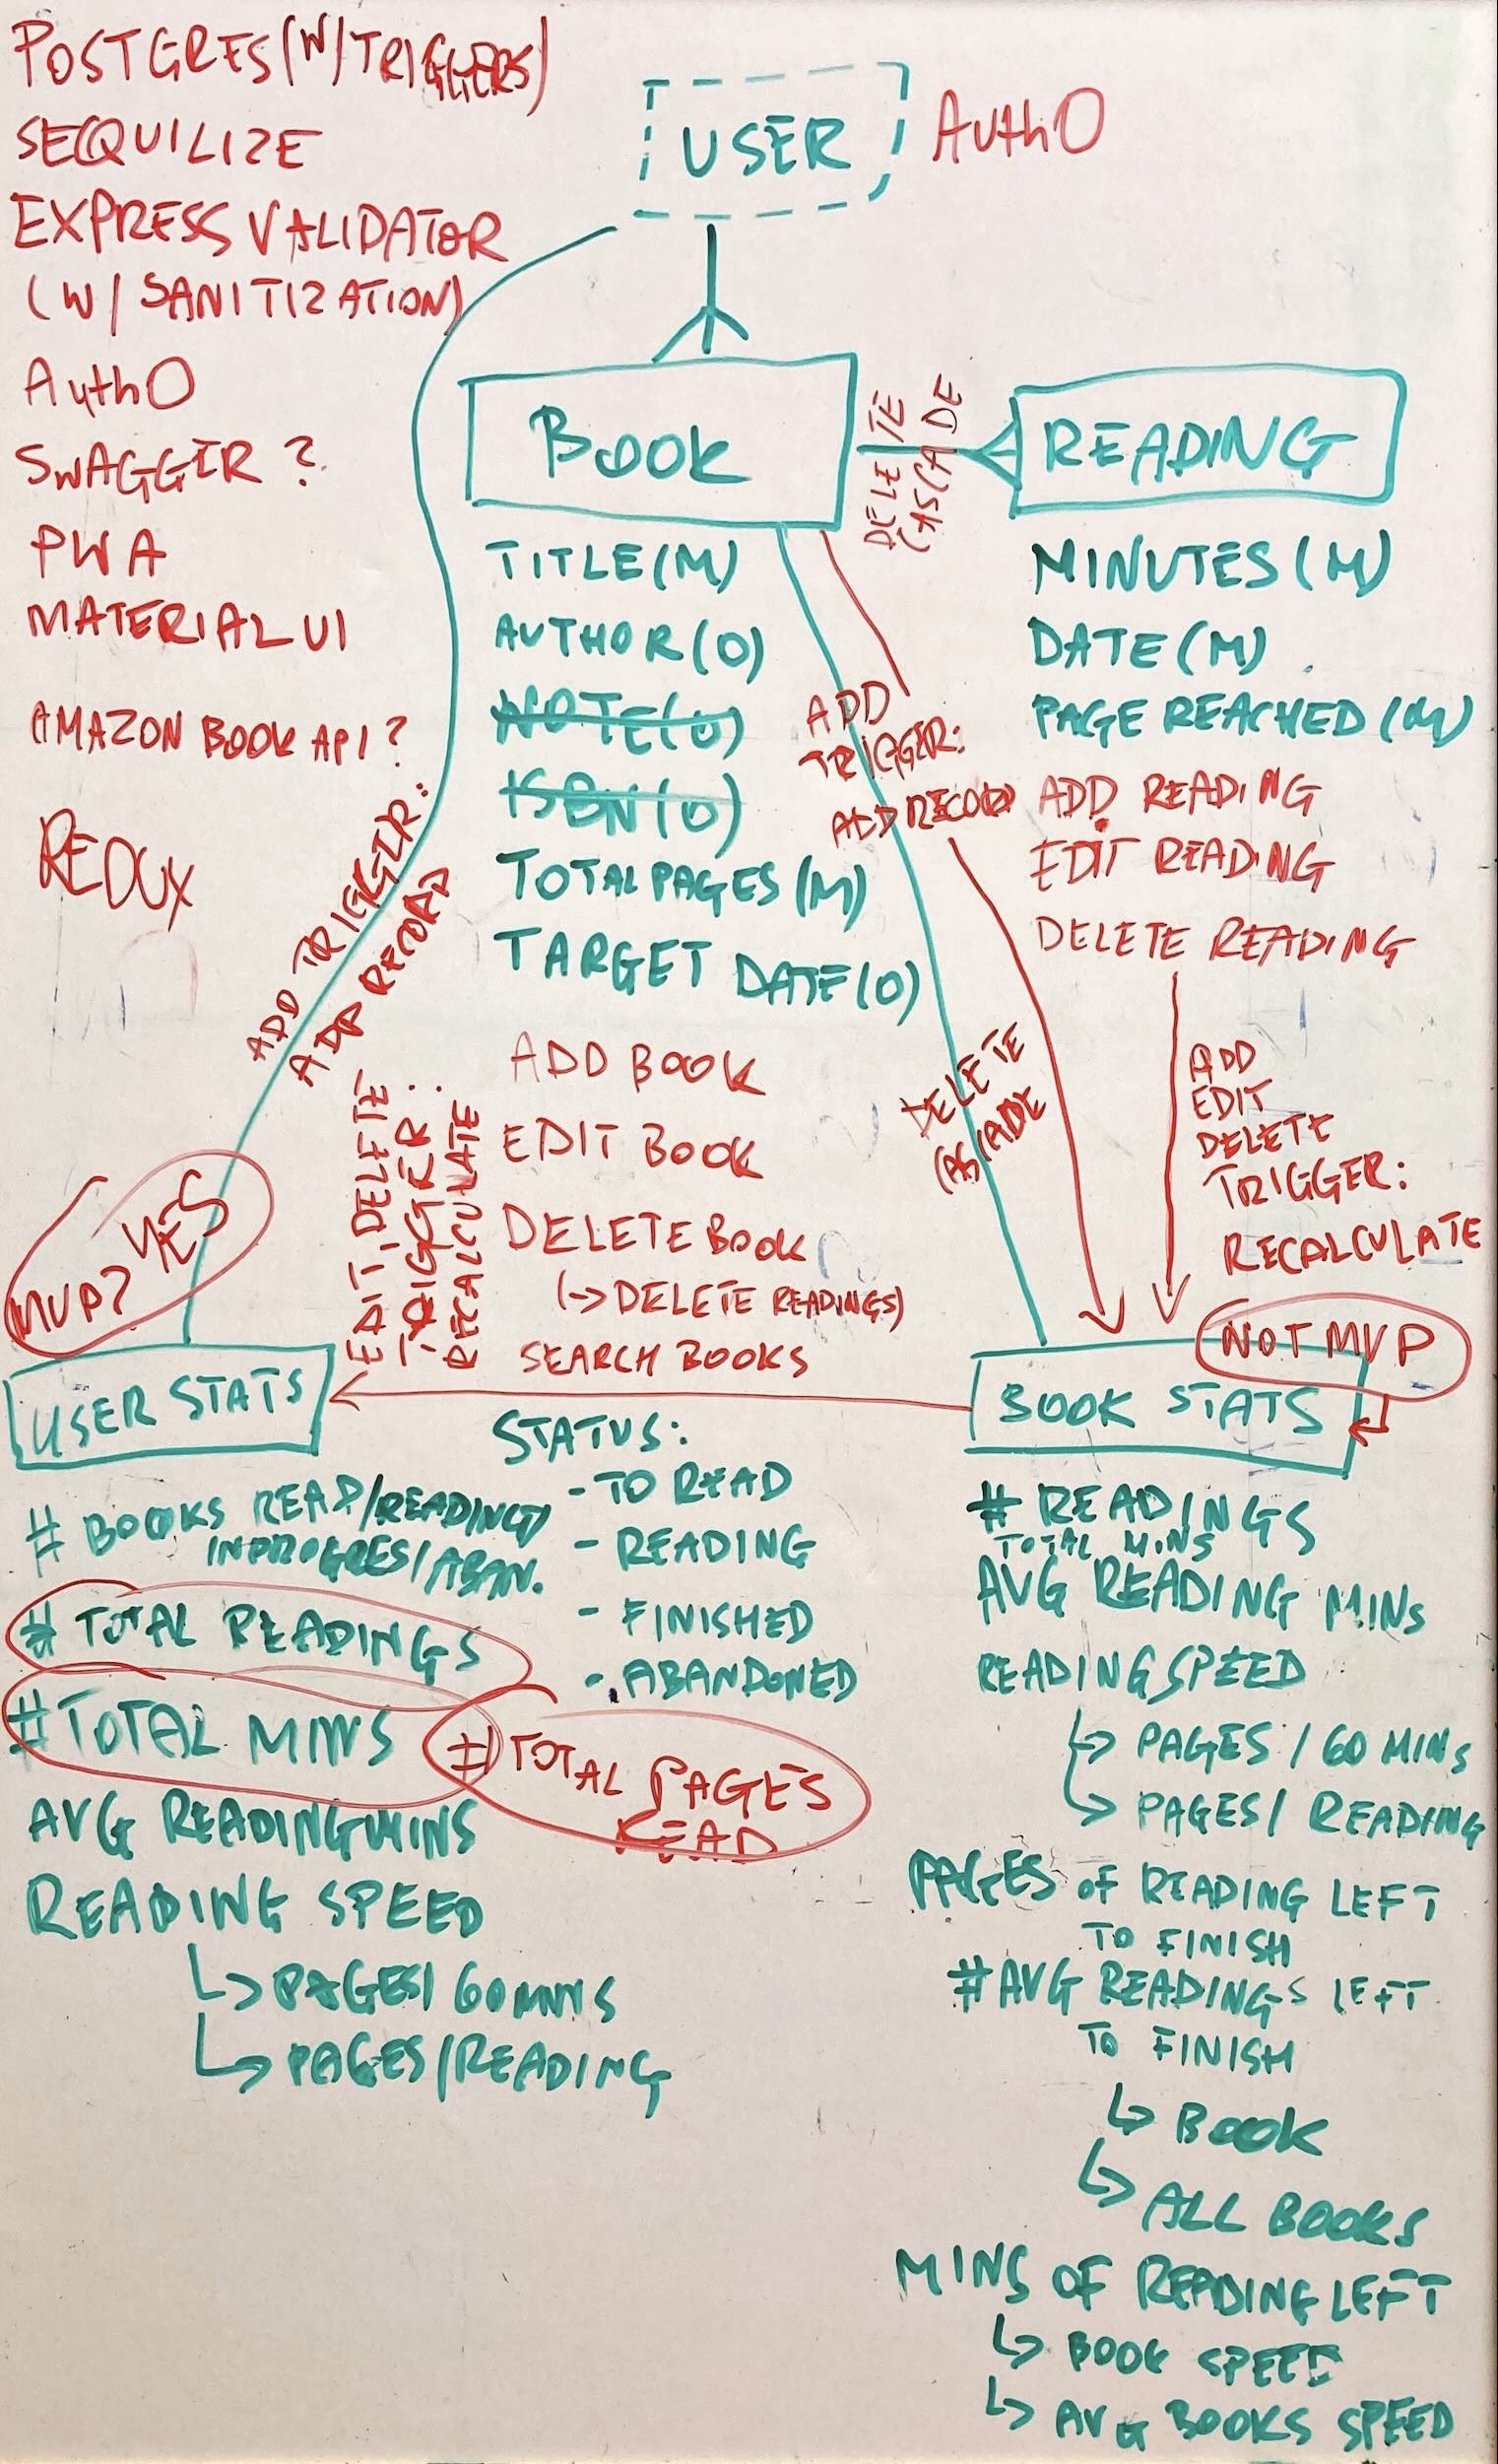 POSTGRES (W/ TRIGGERS)
SEQUILIZE
EXPRESS VALIDATOR
(W/ SANITIZATION)
Auth0
SWAGGER ?
PWA
MATERIAL UI
AMAZON BOOK API ?
REDUX
USER
Auth0
BOOK
TITLE (M)
AUTHOR (O)
NOTE (O)
ISBN (O)
TOTAL PAGES (M)
TARGET DATE (O)
ADD BOOK
EDIT BOOK
DELETE BOOK
(-> DELETE READINGS)
SEARCH BOOKS
DELETE
CASCADE
READING
MINUTES (M)
DATE (M)
PAGE REACHED (M)
ADD READING
EDIT READING
DELETE READING
ADD
TRIGGER:
ADD RECORD
DELETE
CASCADE
ADD
EDIT
DELETE
TRIGGER:
RECALCULATE
ADD TRIGGER:
ADD RECORD
EDIT, DELETE
TRIGGER:
RECALCULATE
MVP? YES
NOT MVP
USER STATS
# BOOKS READ/READING/
INPROGRES/ABAN.
# TOTAL READINGS
# TOTAL MINS
# TOTAL PAGES
READ
AVG READING MINS
READING SPEED
↳ PAGES/ 60 MINS
↳ PAGES/READING
STATUS:
- TO READ
- READING
- FINISHED
- ABANDONED
BOOK STATS
# READINGS
TOTAL MINS
AVG READING MINS
READING SPEED
↳ PAGES / 60 MINS
↳ PAGES / READING
PAGES OF READING LEFT
TO FINISH
# AVG READINGS LEFT
TO FINISH
↳ BOOK
↳ ALL BOOKS
MINS OF READING LEFT
↳ BOOK SPEED
↳ AVG BOOKS SPEED